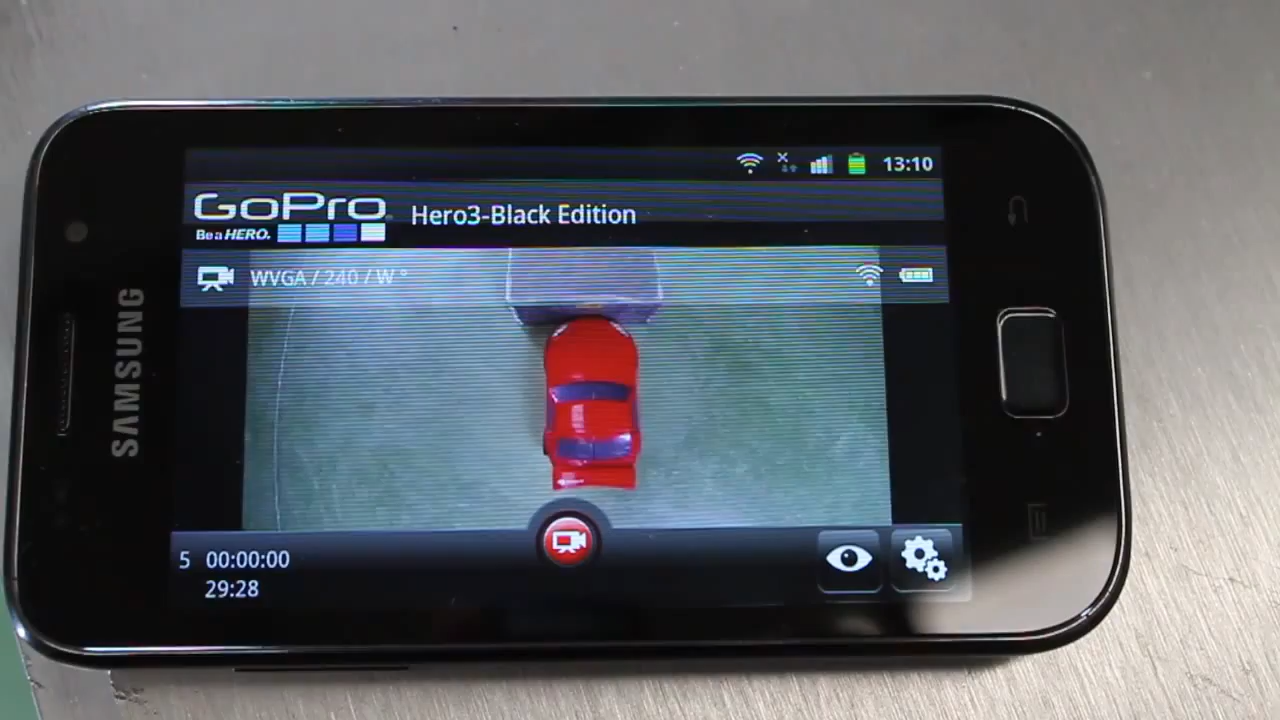 SAMSUNG
13:10
GoPro
Be a HERO.
Hero3-Black Edition
WVGA / 240 / W °
5 00:00:00
29:28